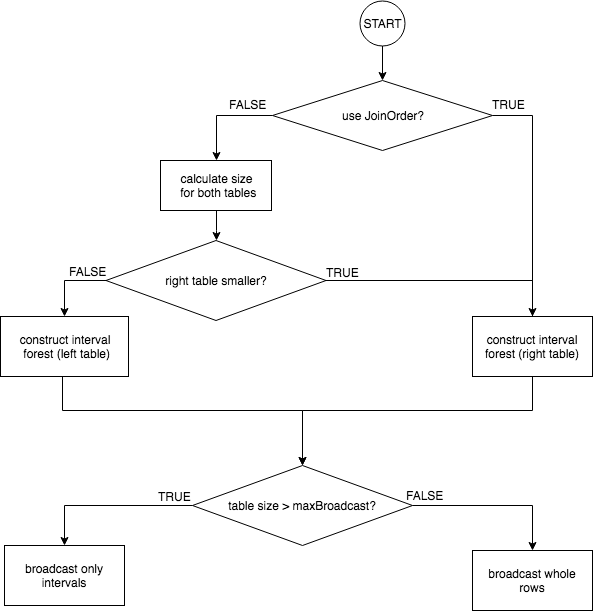 START
FALSE
TRUE
use JoinOrder?
calculate size
for both tables
FALSE
right table smaller?
TRUE
construct interval
forest (left table)
construct interval
forest (right table)
TRUE
table size > maxBroadcast?
FALSE
broadcast only
intervals
broadcast whole
rows